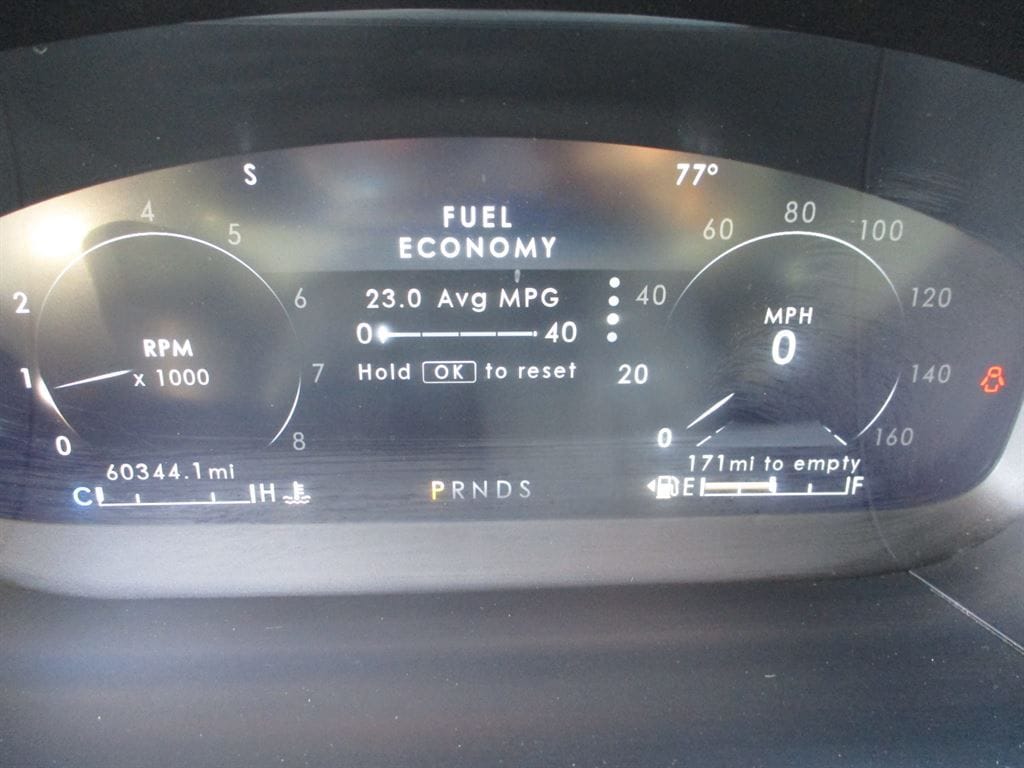 S
77°
FUEL
ECONOMY
23.0 Avg MPG
0 40
Hold OK to reset
0 1 2 4 5 6 7 8
RPM
x 1000
0 20 40 60 80 100 120 140 160
MPH
0
60344.1mi
C H
PRNDS
171mi to empty
E F